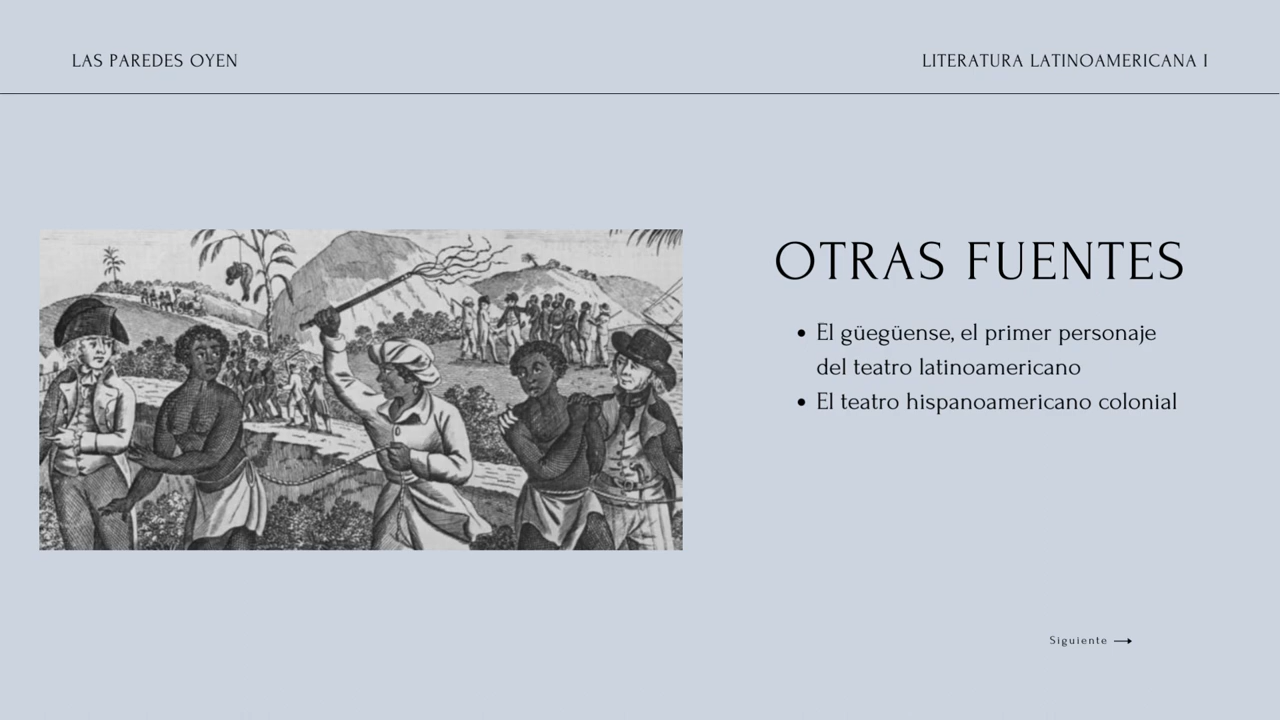 LAS PAREDES OYEN
LITERATURA LATINOAMERICANA I
OTRAS FUENTES
• El güegüense, el primer personaje
del teatro latinoamericano
• El teatro hispanoamericano colonial
Siguiente →